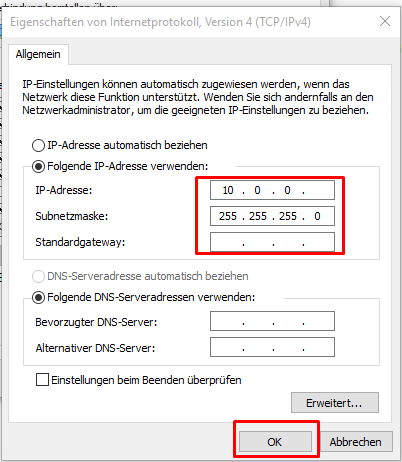 Eigenschaften von Internetprotokoll, Version 4 (TCP/IPv4)
Allgemein
IP-Einstellungen können automatisch zugewiesen werden, wenn das
Netzwerk diese Funktion unterstützt. Wenden Sie sich andernfalls an den
Netzwerkadministrator, um die geeigneten IP-Einstellungen zu beziehen.
IP-Adresse automatisch beziehen
Folgende IP-Adresse verwenden:
IP-Adresse: 10 . 0 . 0 .
Subnetzmaske: 255 . 255 . 255 . 0
Standardgateway: . . .
DNS-Serveradresse automatisch beziehen
Folgende DNS-Serveradressen verwenden:
Bevorzugter DNS-Server: . . .
Alternativer DNS-Server: . . .
Einstellungen beim Beenden überprüfen
Erweitert...
OK Abbrechen